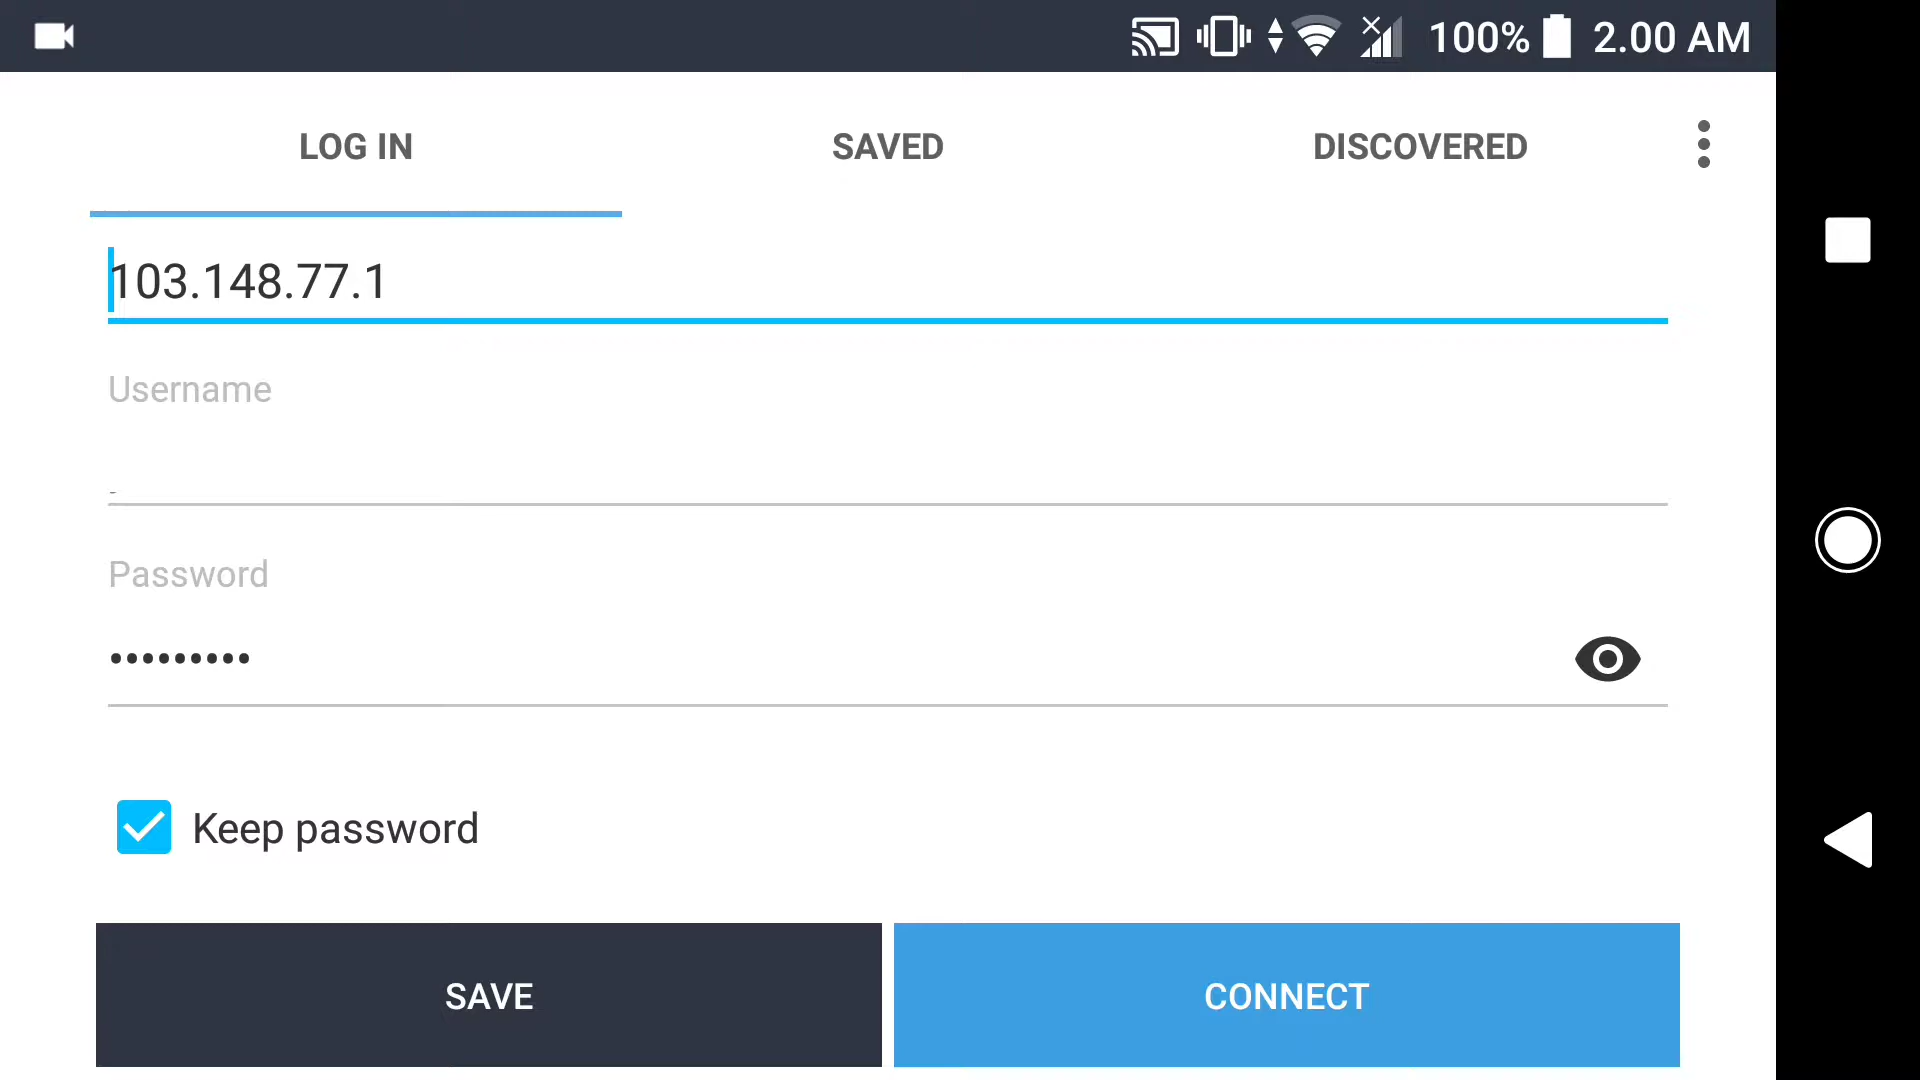 100% 2.00 AM
LOG IN SAVED DISCOVERED
103.148.77.1
Username
Password
•••••••••
Keep password
SAVE CONNECT